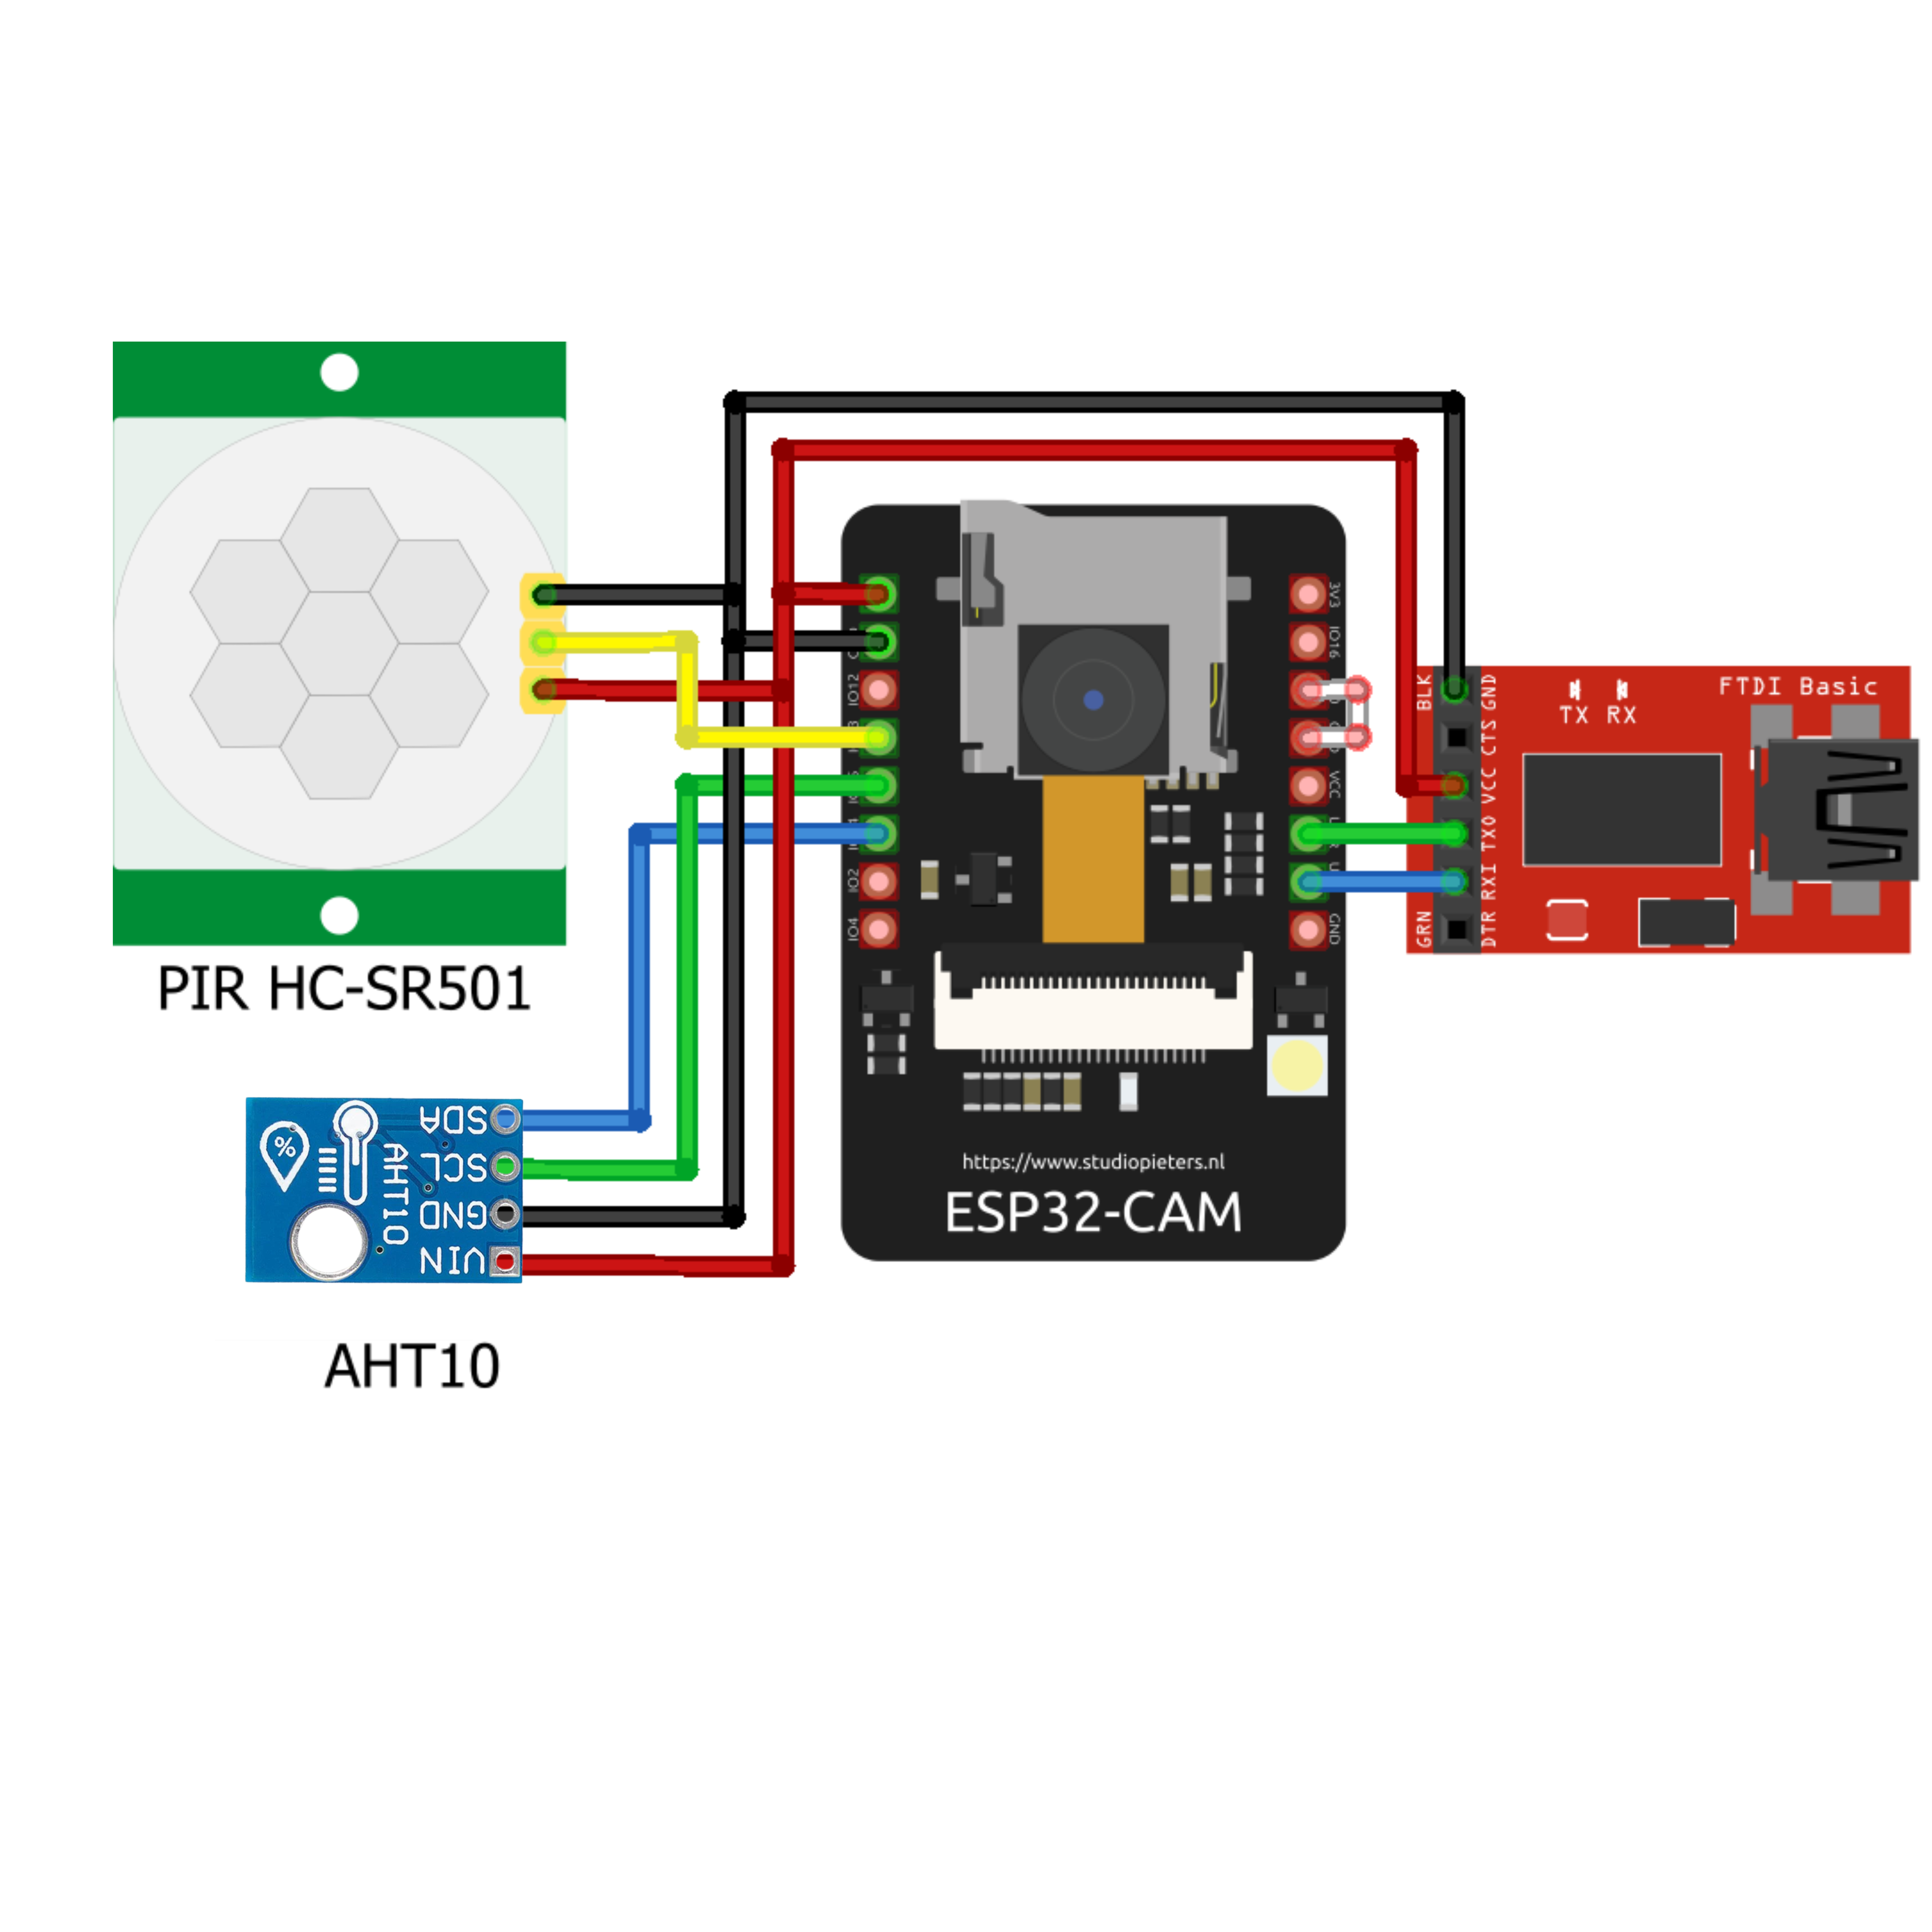 PIR HC-SR501
SDA
SCL
GND
VIN
AHT10
%
AHT10
IO12
IO2
IO4
3V3
IO16
VCC
GND
https://www.studiopieters.nl
ESP32-CAM
BLK
GRN
GND
CTS
VCC
TXO
RXI
DTR
TX RX
FTDI Basic